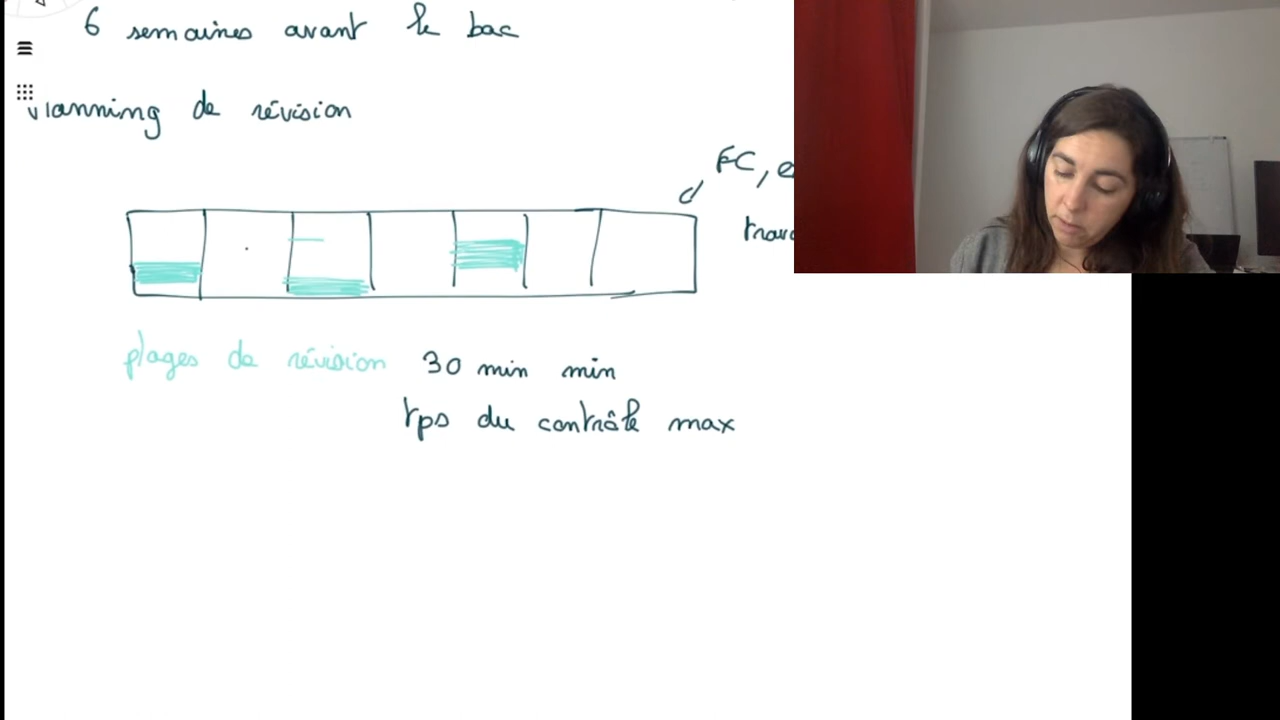 6 semaines avant le bac
Planning de révision
FC, e
trava
plages de révision 30 min min
tps du contrôle max